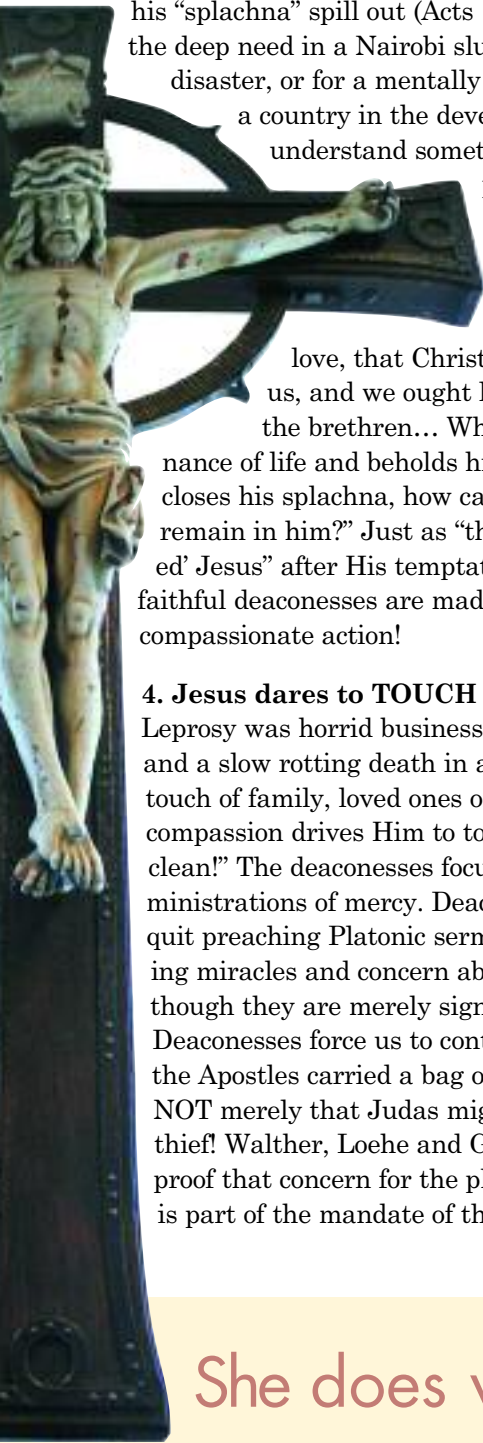 his “splachna” spill out (Acts
the deep need in a Nairobi slu
disaster, or for a mentally
a country in the deve
understand somet
love, that Christ
us, and we ought
the brethren… Wh
nance of life and beholds hi
closes his splachna, how ca
remain in him?” Just as “th
ed’ Jesus” after His temptat
faithful deaconesses are mad
compassionate action!
4. Jesus dares to TOUCH
Leprosy was horrid business
and a slow rotting death in a
touch of family, loved ones o
compassion drives Him to to
clean!” The deaconesses focu
ministrations of mercy. Deac
quit preaching Platonic serm
ing miracles and concern ab
though they are merely sign
Deaconesses force us to cont
the Apostles carried a bag o
NOT merely that Judas mig
thief! Walther, Loehe and G
proof that concern for the ph
is part of the mandate of th
She does